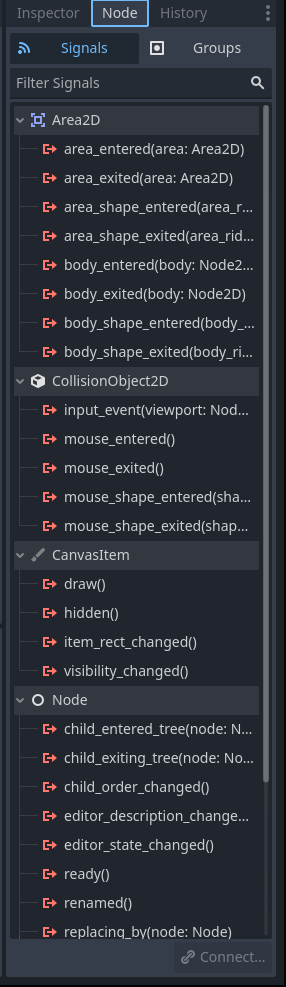 Inspector Node History
Signals Groups
Filter Signals
Area2D
area_entered(area: Area2D)
area_exited(area: Area2D)
area_shape_entered(area_r...
area_shape_exited(area_rid...
body_entered(body: Node2...
body_exited(body: Node2D)
body_shape_entered(body_...
body_shape_exited(body_ri...
CollisionObject2D
input_event(viewport: Nod...
mouse_entered()
mouse_exited()
mouse_shape_entered(sha...
mouse_shape_exited(shap...
CanvasItem
draw()
hidden()
item_rect_changed()
visibility_changed()
Node
child_entered_tree(node: N...
child_exiting_tree(node: No...
child_order_changed()
editor_description_change...
editor_state_changed()
ready()
renamed()
replacing_by(node: Node)
Connect...